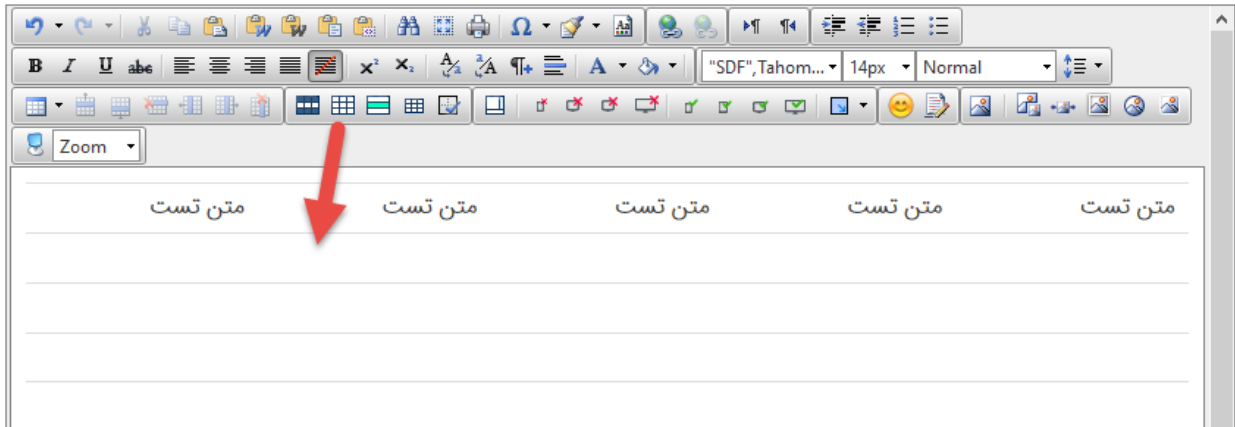 "SDF",Tahom... 14px Normal
Zoom
متن تست متن تست متن تست متن تست متن تست